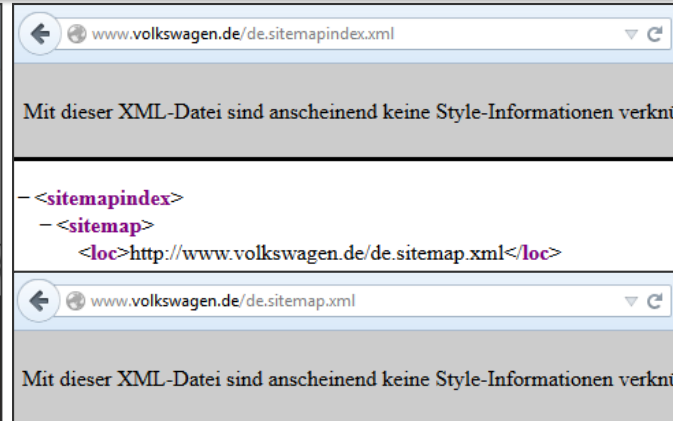 www.volkswagen.de/de.sitemapindex.xml
Mit dieser XML-Datei sind anscheinend keine Style-Informationen
− <sitemapindex>
− <sitemap>
<loc>http://www.volkswagen.de/de.sitemap.xml</loc>
www.volkswagen.de/de.sitemap.xml
Mit dieser XML-Datei sind anscheinend keine Style-Informationen